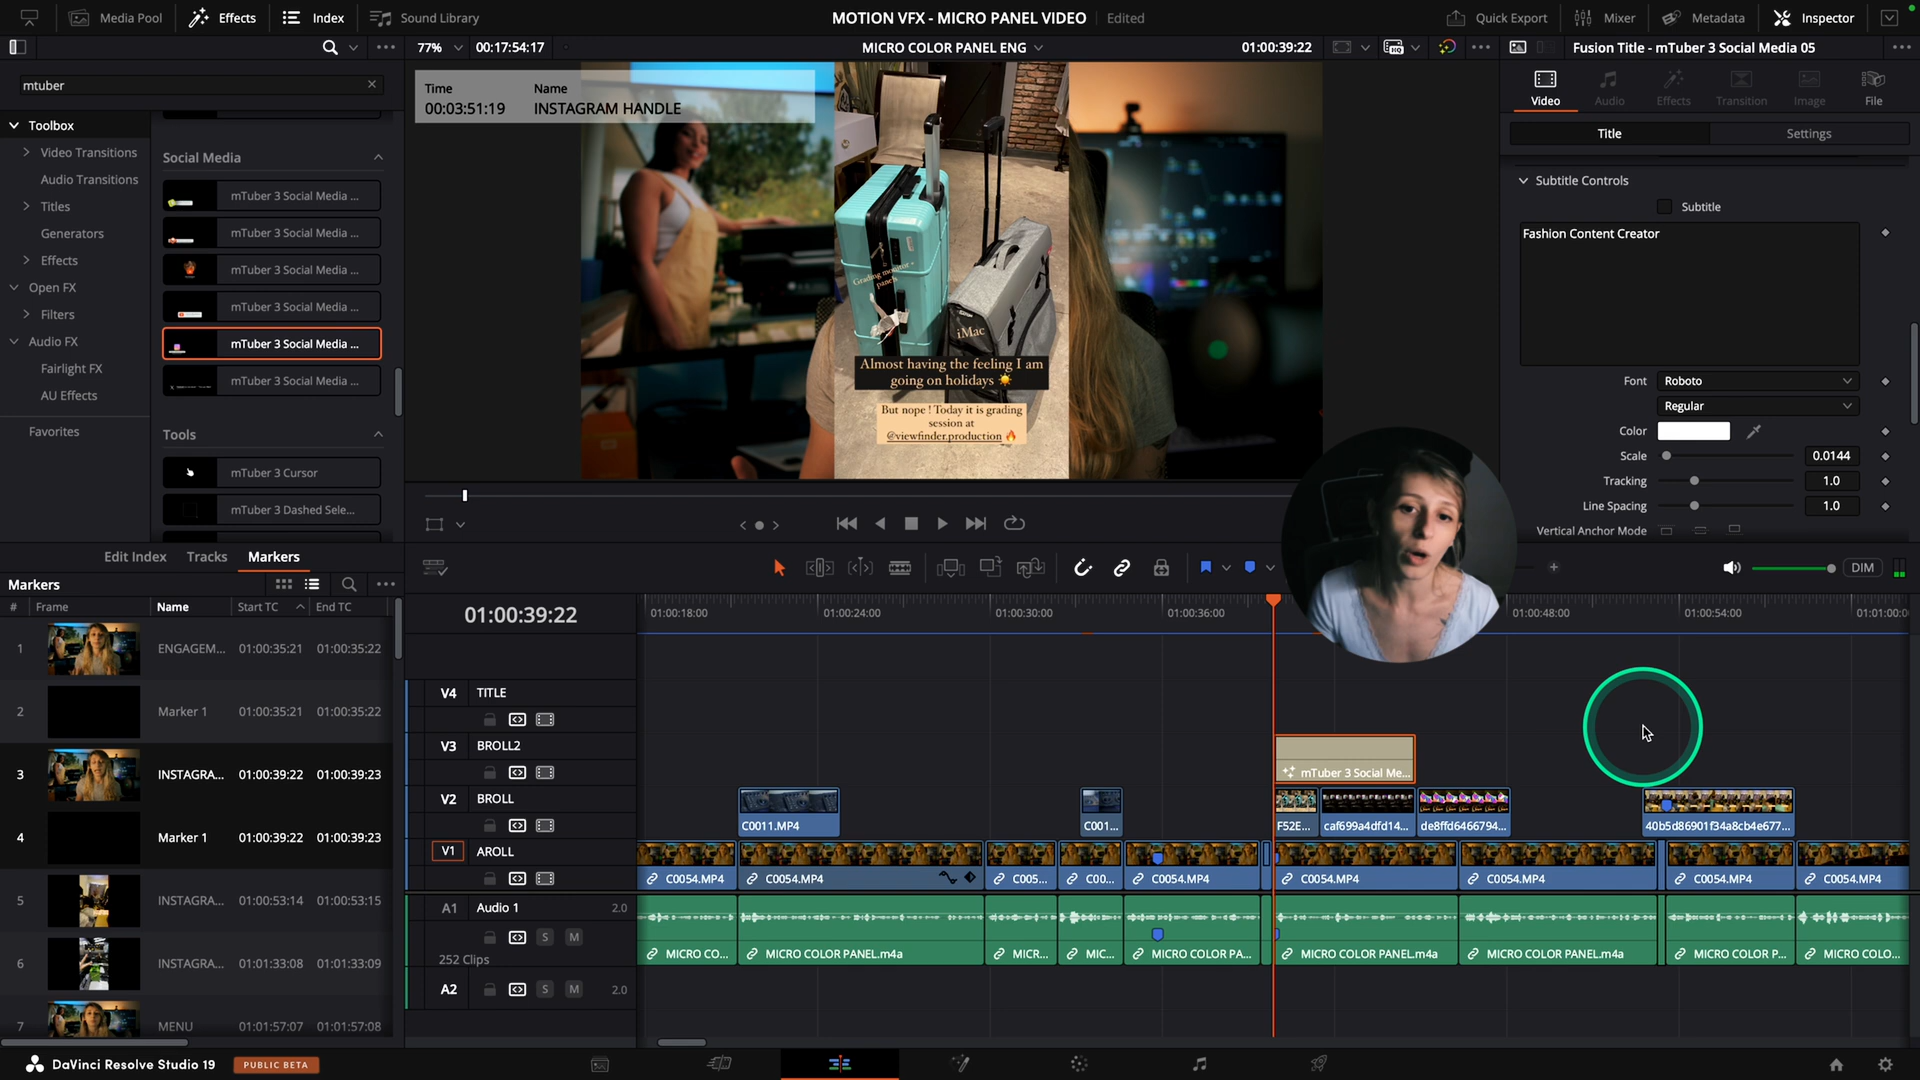 Media Pool
Effects
Index
Sound Library
MOTION VFX - MICRO PANEL VIDEO
Edited
Quick Export
Mixer
Metadata
Inspector
77%
00:17:54:17
MICRO COLOR PANEL ENG
01:00:39:22
Fusion Title - mTuber 3 Social Media 05
mtuber
Toolbox
Video Transitions
Audio Transitions
Titles
Generators
Effects
Open FX
Filters
Audio FX
Fairlight FX
AU Effects
Favorites
Social Media
mTuber 3 Social Media ...
mTuber 3 Social Media ...
mTuber 3 Social Media ...
mTuber 3 Social Media ...
mTuber 3 Social Media ...
mTuber 3 Social Media ...
Tools
mTuber 3 Cursor
mTuber 3 Dashed Sele...
Time
Name
00:03:51:19
INSTAGRAM HANDLE
Grading monitor +
panels
iMac
Almost having the feeling I am
going on holidays ☀️
But nope ! Today it is grading
session at
@viewfinder.production 🔥
Video
Audio
Effects
Transition
Image
File
Title
Settings
Subtitle Controls
Subtitle
Fashion Content Creator
Font
Roboto
Regular
Color
Scale
0.0144
Tracking
1.0
Line Spacing
1.0
Vertical Anchor Mode
Edit Index
Tracks
Markers
Markers
# Frame Name Start TC End TC
1 ENGAGEM... 01:00:35:21 01:00:35:22
2 Marker 1 01:00:35:21 01:00:35:22
3 INSTAGRA... 01:00:39:22 01:00:39:23
4 Marker 1 01:00:39:22 01:00:39:23
5 INSTAGRA... 01:00:53:14 01:00:53:15
6 INSTAGRA... 01:01:33:08 01:01:33:09
7 MENU 01:01:57:07 01:01:57:08
DIM
01:00:39:22
01:00:18:00
01:00:24:00
01:00:30:00
01:00:36:00
01:00:48:00
01:00:54:00
01:01:00:0
V4 TITLE
V3 BROLL2
mTuber 3 Social Me...
V2 BROLL
C0011.MP4
C001...
F52E...
caf699a4dfd14...
de8ffd6466794...
40b5d86901f34a8cb4e677...
V1 AROLL
C0054.MP4
C0054.MP4
C005...
C00...
C0054.MP4
C0054.MP4
C0054.MP4
C0054.MP4
C0054.MP4
A1 Audio 1 2.0
S M
252 Clips
MICRO CO...
MICRO COLOR PANEL.m4a
MICR...
MIC...
MICRO COLOR PA...
MICRO COLOR PANEL.m4a
MICRO COLOR PANEL.m4a
MICRO COLOR P...
MICRO COLO...
A2 S M 2.0
DaVinci Resolve Studio 19
PUBLIC BETA